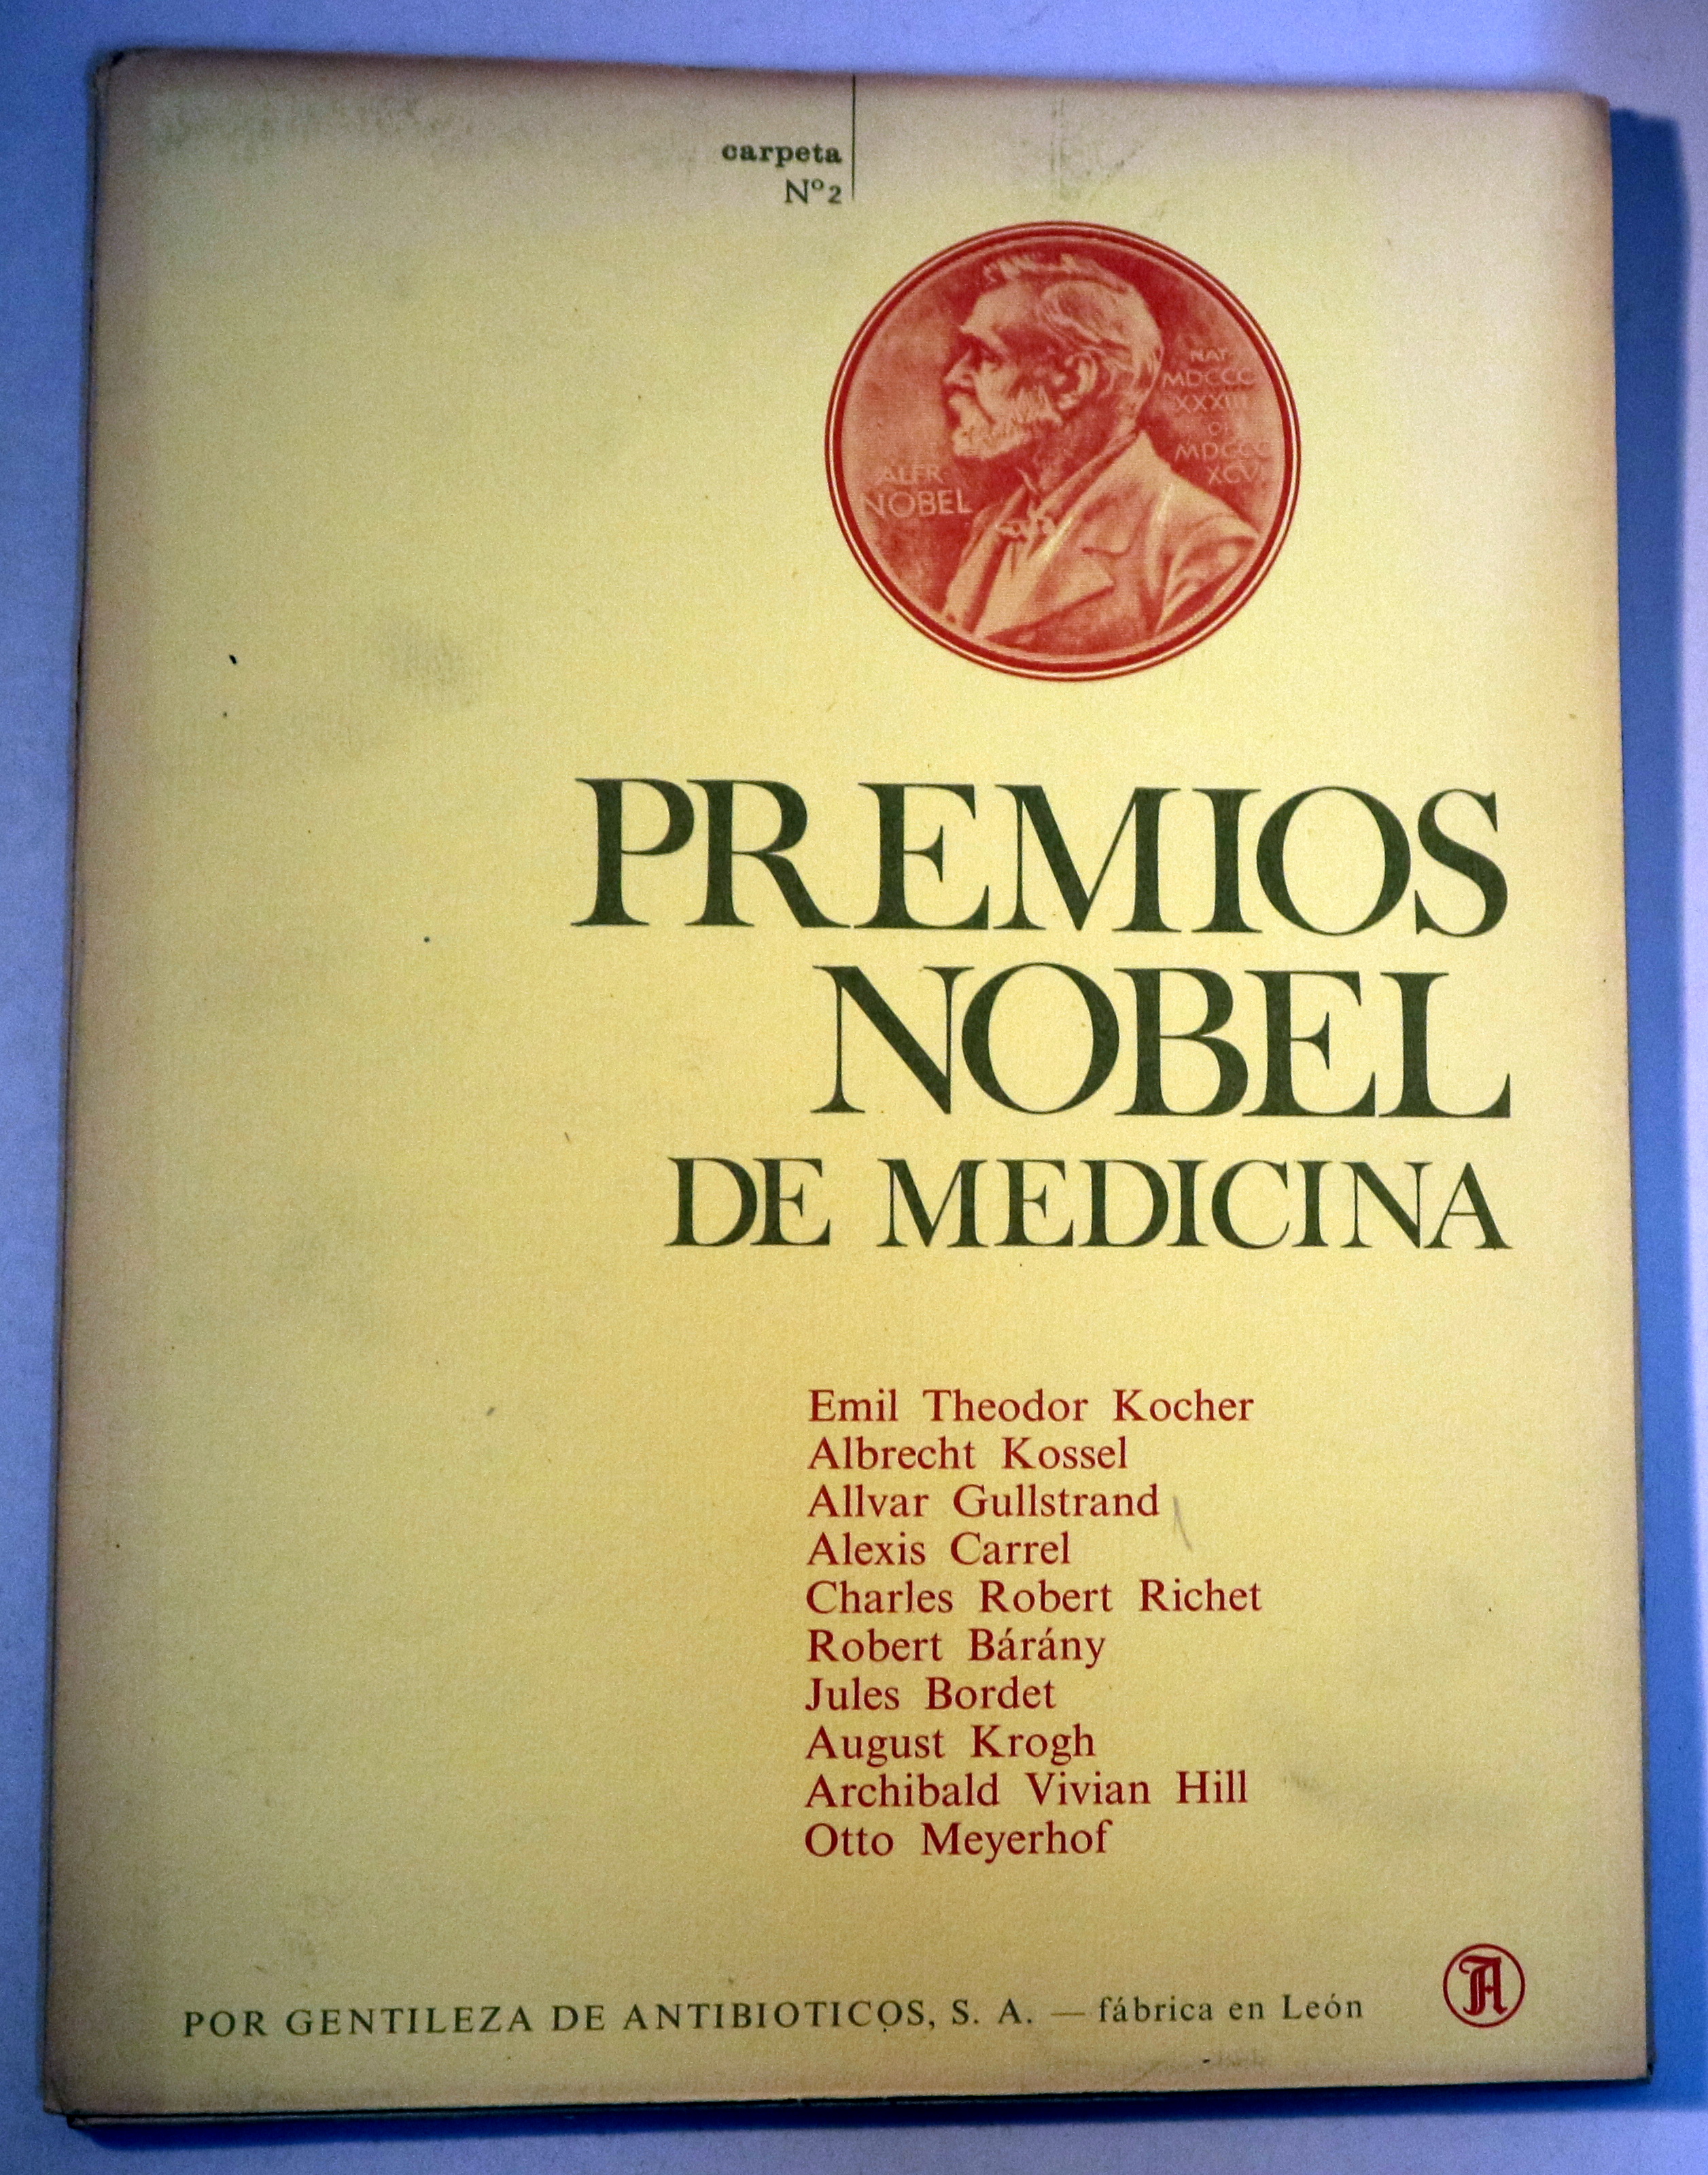 carpeta
Nº2
NAT
MDCCC
XXXIII
OB
MDCCC
XCVI
ALFR
NOBEL
PREMIOS
NOBEL
DE MEDICINA
Emil Theodor Kocher
Albrecht Kossel
Allvar Gullstrand
Alexis Carrel
Charles Robert Richet
Robert Bárány
Jules Bordet
August Krogh
Archibald Vivian Hill
Otto Meyerhof
POR GENTILEZA DE ANTIBIOTICOS, S. A. — fábrica en León
A